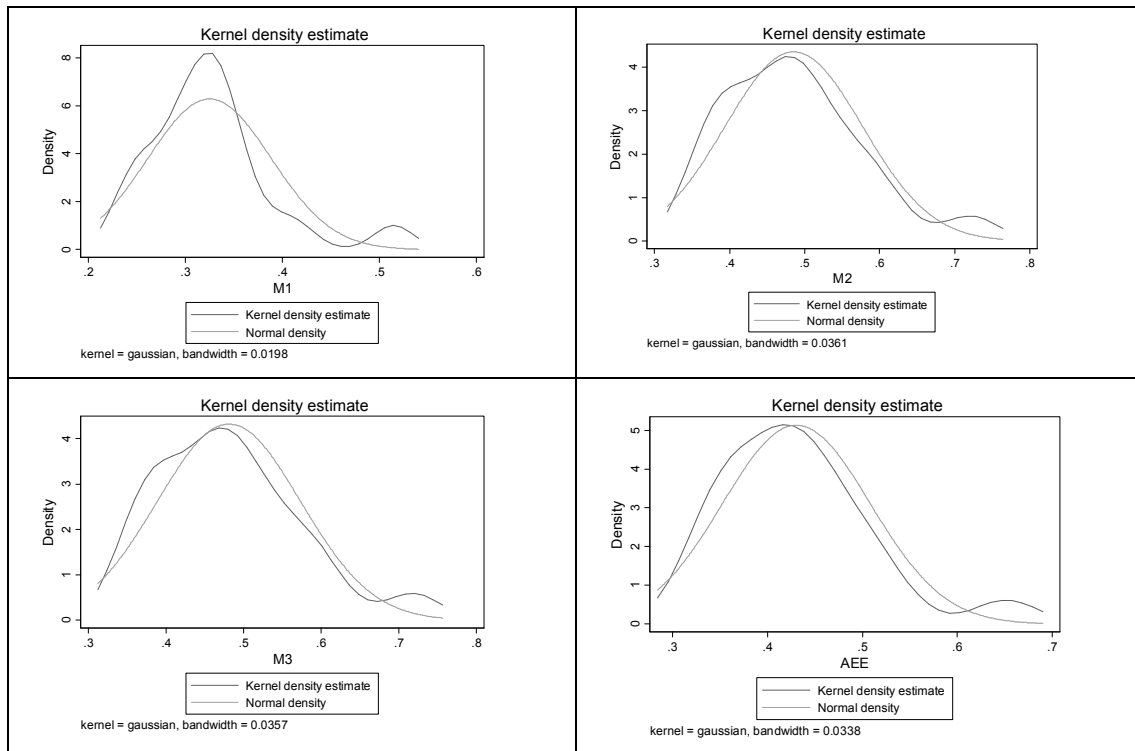 Kernel density estimate
8
6
4
2
0
Density
.2 .3 .4 .5 .6
M1
Kernel density estimate
Normal density
kernel = gaussian, bandwidth = 0.0198
Kernel density estimate
4
3
2
1
0
Density
.3 .4 .5 .6 .7 .8
M2
Kernel density estimate
Normal density
kernel = gaussian, bandwidth = 0.0361
Kernel density estimate
4
3
2
1
0
Density
.3 .4 .5 .6 .7 .8
M3
Kernel density estimate
Normal density
kernel = gaussian, bandwidth = 0.0357
Kernel density estimate
5
4
3
2
1
0
Density
.3 .4 .5 .6 .7
AEE
Kernel density estimate
Normal density
kernel = gaussian, bandwidth = 0.0338